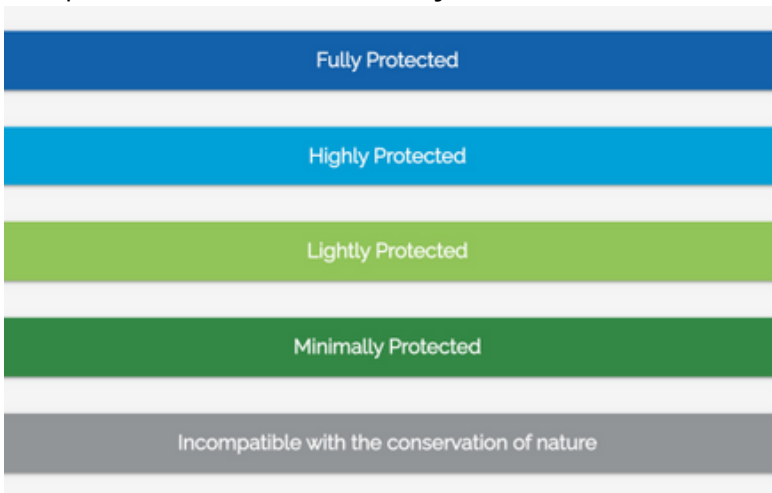 Fully Protected
Highly Protected
Lightly Protected
Minimally Protected
Incompatible with the conservation of nature